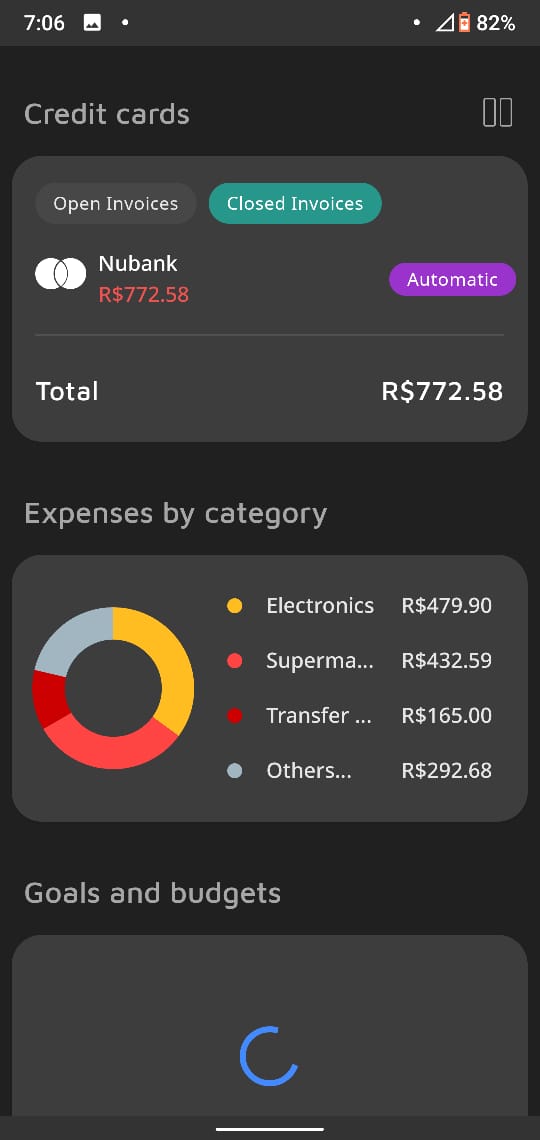 7:06
82%
Credit cards
Open Invoices
Closed Invoices
Nubank
R$772.58
Automatic
Total
R$772.58
Expenses by category
Electronics
R$479.90
Superma...
R$432.59
Transfer ...
R$165.00
Others...
R$292.68
Goals and budgets